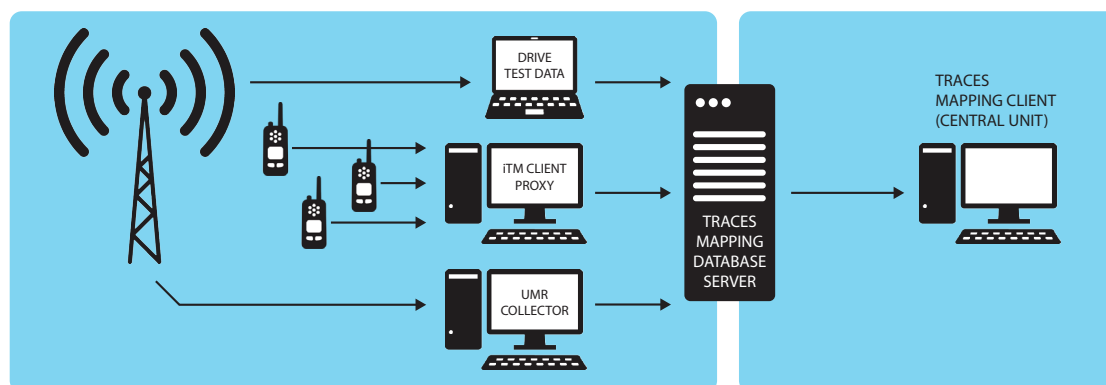 DRIVE
TEST DATA
iTM CLIENT
PROXY
UMR
COLLECTOR
TRACES
MAPPING
DATABASE
SERVER
TRACES
MAPPING CLIENT
(CENTRAL UNIT)